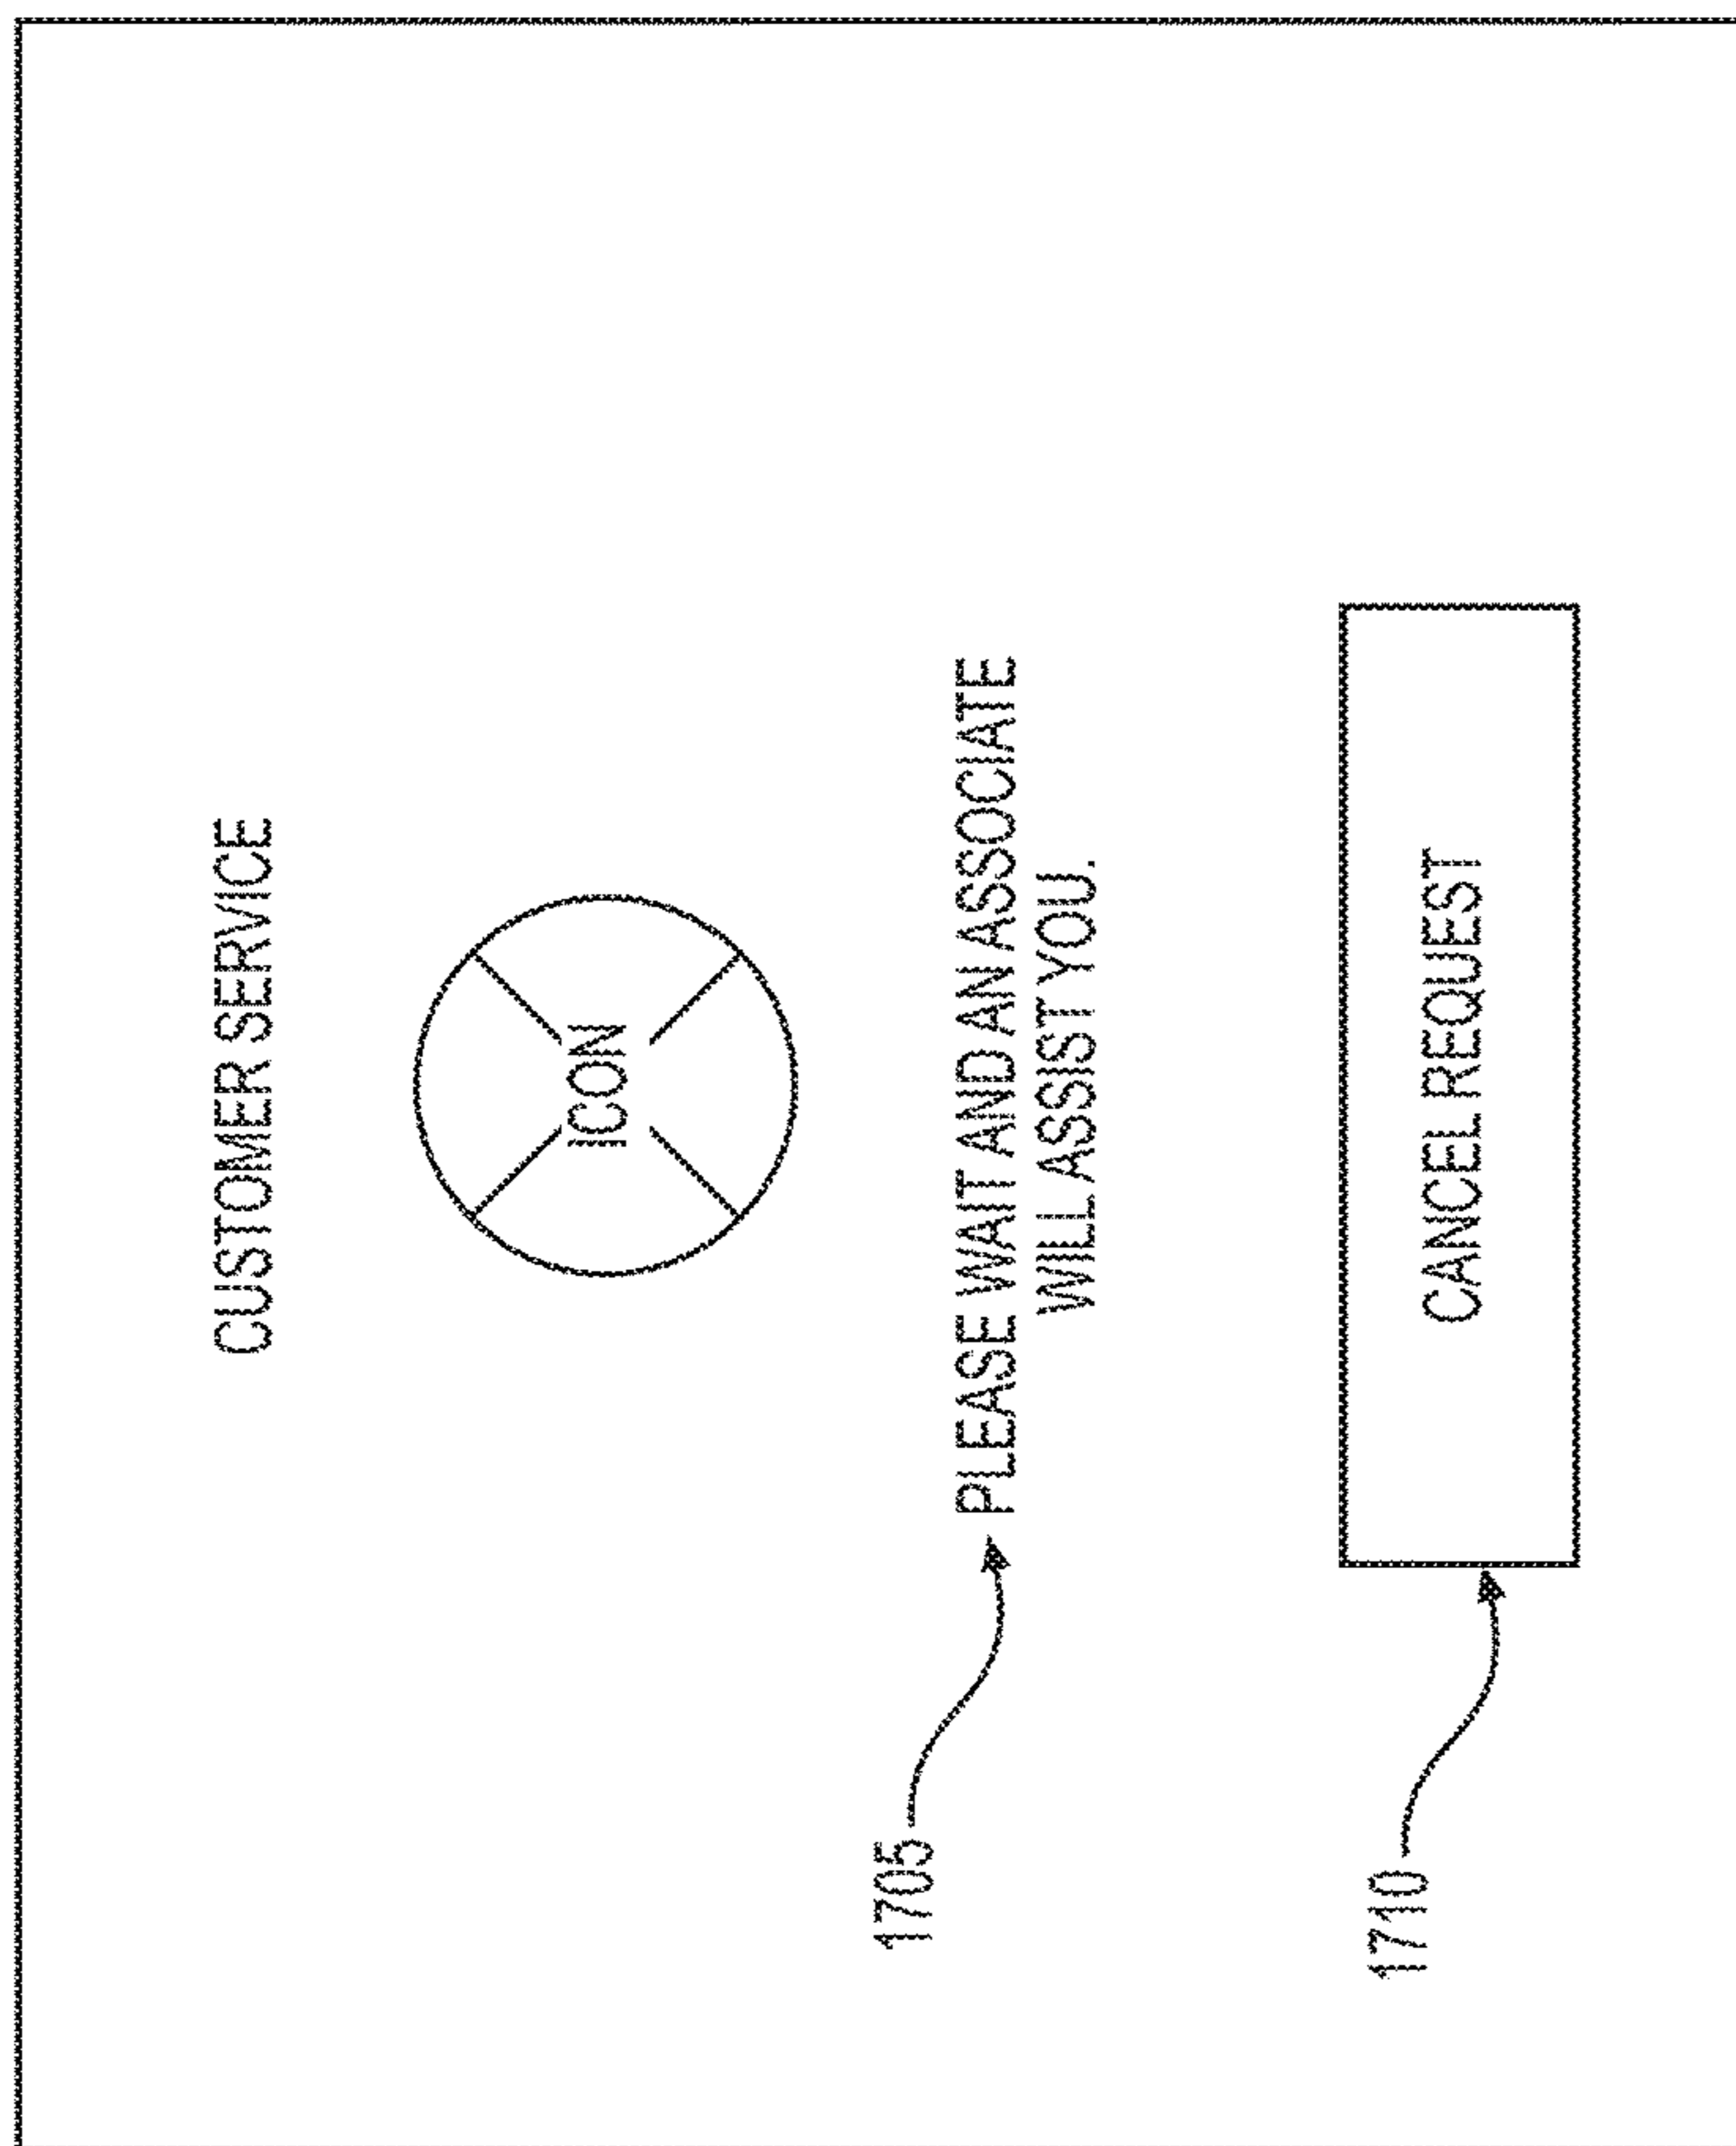 CUSTOMER SERVICE
ICON
1705
PLEASE WAIT AND AN ASSOCIATE
WILL ASSIST YOU.
1710
CANCEL REQUEST